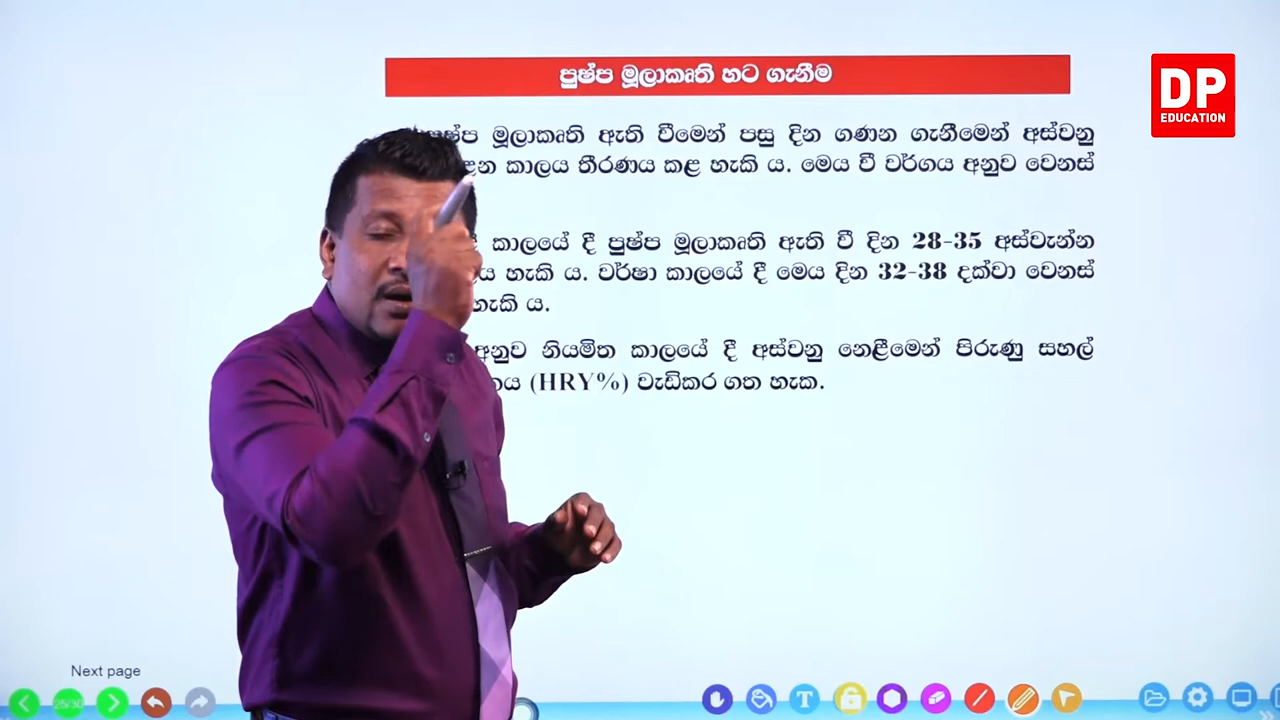 පුෂ්ප මූලාකෘති හට ගැනීම
DP
EDUCATION
මූලාකෘති ඇති වීමෙන් පසු දින ගණන ගැනීමෙන් අස්වනු
කාලය තීරණය කළ හැකි ය. මෙය වී වර්ගය අනුව වෙනස්
කාලයේ දී පුෂ්ප මූලාකෘති ඇති වී දින 28-35 අස්වැන්න
හැකි ය. වර්ෂා කාලයේ දී මෙය දින 32-38 දක්වා වෙනස්
හැකි ය.
අනුව නියමිත කාලයේ දී අස්වනු නෙළීමෙන් පිරුණු සහල්
(HRY%) වැඩිකර ගත හැක.
Next page
T